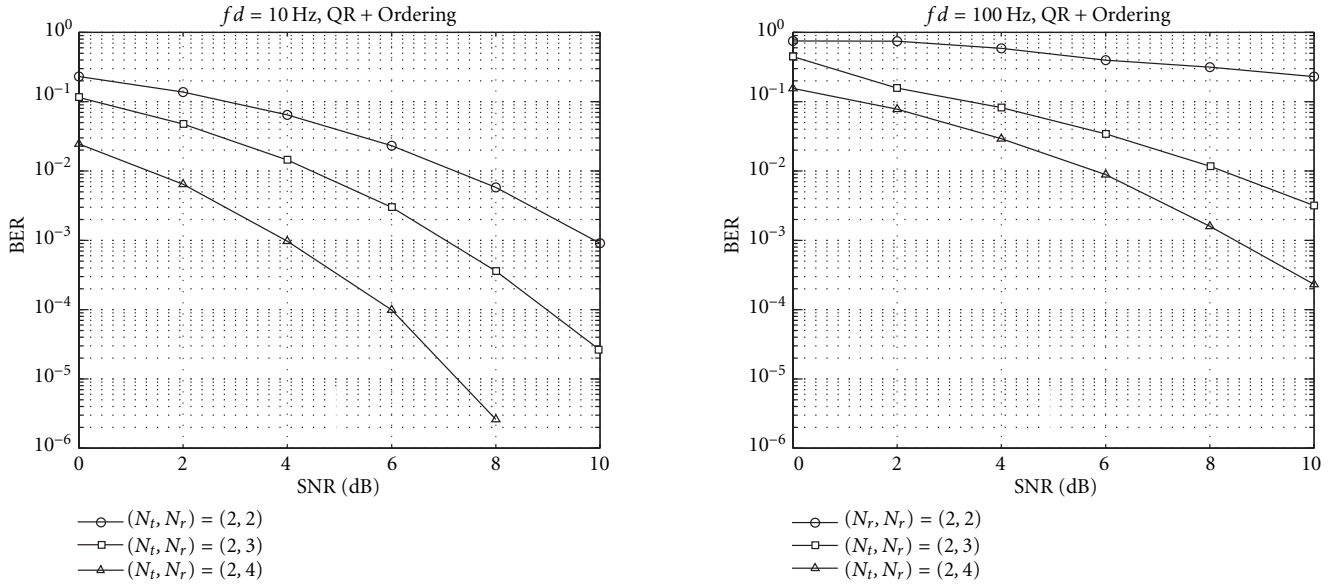 fd = 10 Hz, QR + Ordering
10^0
10^−1
10^−2
10^−3
10^−4
10^−5
10^−6
BER
0 2 4 6 8 10
SNR (dB)
(N_t, N_r) = (2, 2)
(N_t, N_r) = (2, 3)
(N_t, N_r) = (2, 4)
fd = 100 Hz, QR + Ordering
10^0
10^−1
10^−2
10^−3
10^−4
10^−5
10^−6
BER
0 2 4 6 8 10
SNR (dB)
(N_r, N_r) = (2, 2)
(N_t, N_r) = (2, 3)
(N_t, N_r) = (2, 4)